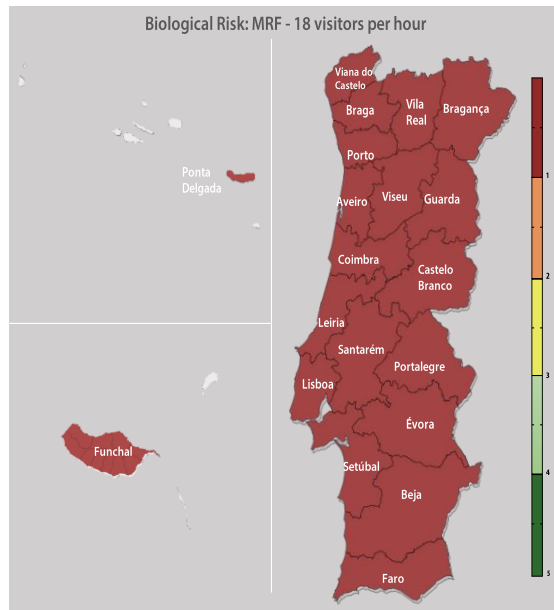 Biological Risk: MRF - 18 visitors per hour
Viana do
Castelo
Braga
Vila
Real
Bragança
Porto
Ponta
Delgada
Aveiro
Viseu
Guarda
Coimbra
Castelo
Branco
Leiria
Santarém
Portalegre
Lisboa
Évora
Funchal
Setúbal
Beja
Faro
1
2
3
4
5